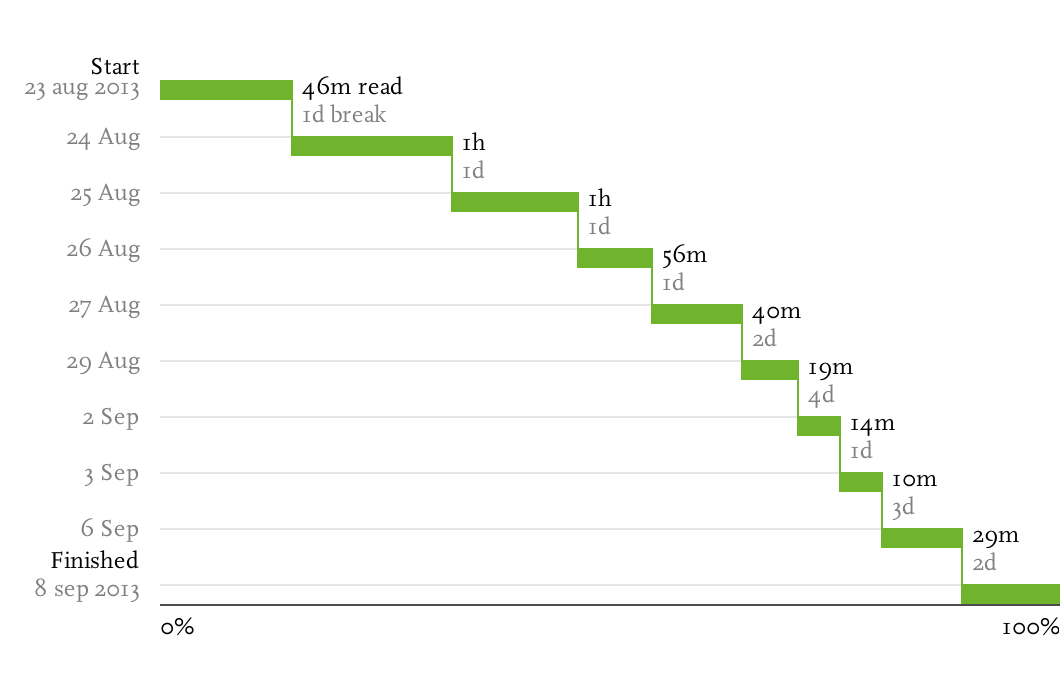 Start
23 aug 2013
46m read
1d break
24 Aug
1h
1d
25 Aug
1h
1d
26 Aug
56m
1d
27 Aug
40m
2d
29 Aug
19m
4d
2 Sep
14m
1d
3 Sep
10m
3d
6 Sep
29m
2d
Finished
8 sep 2013
0%
100%